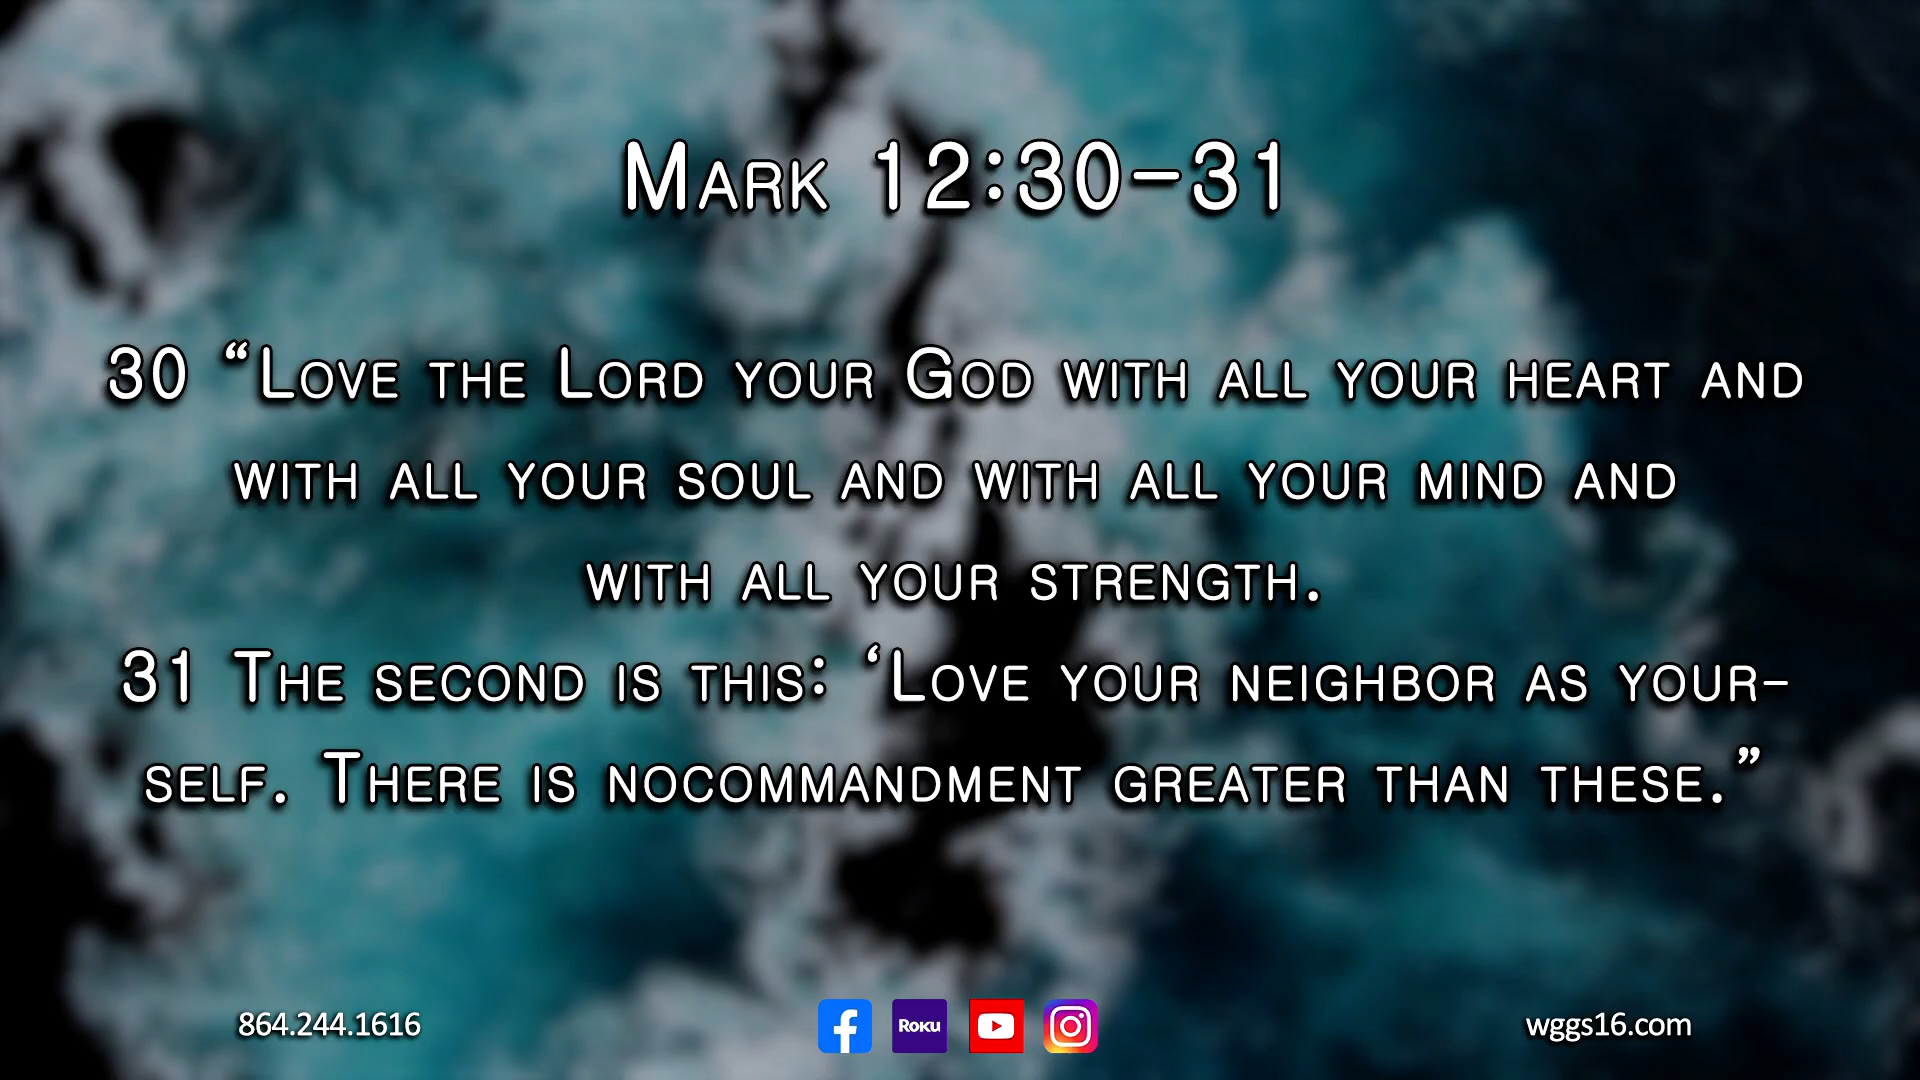 Mark 12:30-31
30 “Love the Lord your God with all your heart and
with all your soul and with all your mind and
with all your strength.
31 The second is this: ‘Love your neighbor as your-
self. There is nocommandment greater than these.”
864.244.1616
Roku
wggs16.com